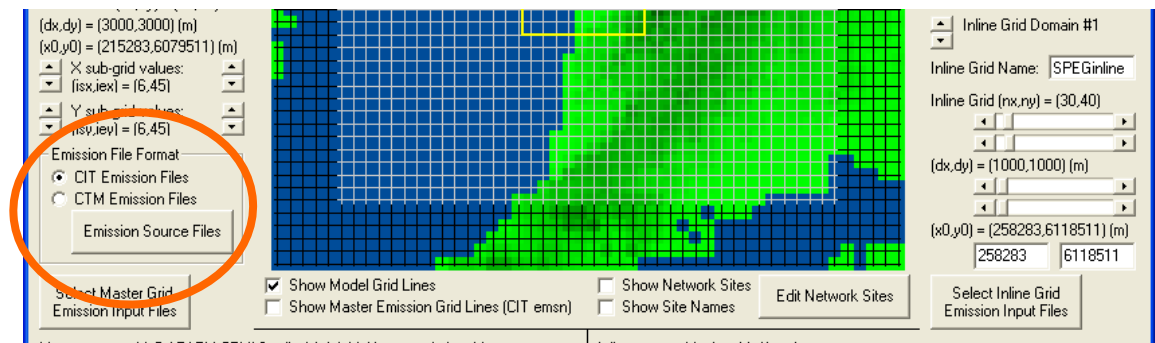 (dx,dy) = (3000,3000) (m)
(x0,y0) = (215283,6079511) (m)
X sub-grid values:
(isx,iex) = (6,45)
Y sub-grid values:
(isy,iey) = (6,45)
Emission File Format
CIT Emission Files
CTM Emission Files
Emission Source Files
Select Master Grid
Emission Input Files
Show Model Grid Lines
Show Master Emission Grid Lines (CIT emsn)
Show Network Sites
Show Site Names
Edit Network Sites
Inline Grid Domain #1
Inline Grid Name: SPEGinline
Inline Grid (nx,ny) = (30,40)
(dx,dy) = (1000,1000) (m)
(x0,y0) = (258283,6118511) (m)
258283 6118511
Select Inline Grid
Emission Input Files